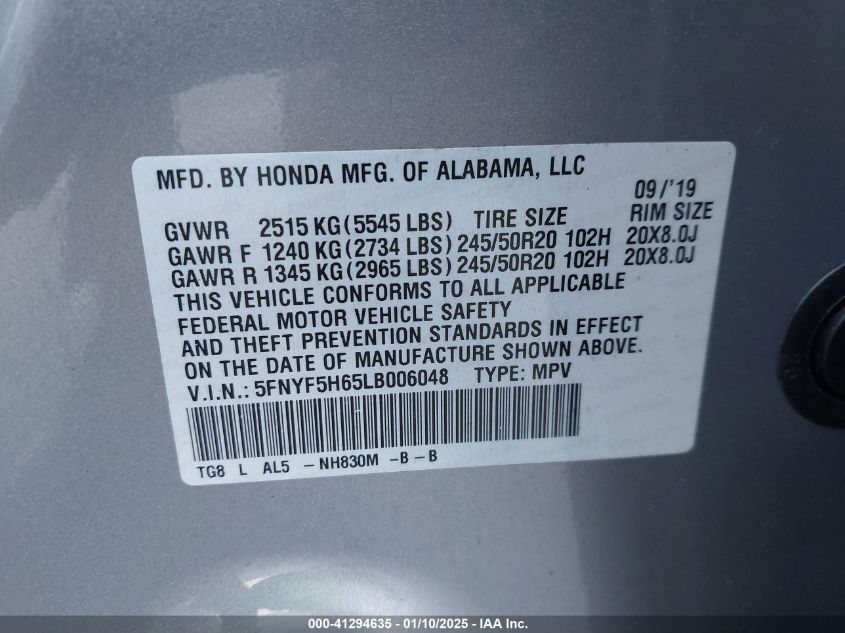 MFD. BY HONDA MFG. OF ALABAMA, LLC
09/'19
GVWR 2515 KG (5545 LBS) TIRE SIZE RIM SIZE
GAWR F 1240 KG (2734 LBS) 245/50R20 102H 20X8.0J
GAWR R 1345 KG (2965 LBS) 245/50R20 102H 20X8.0J
THIS VEHICLE CONFORMS TO ALL APPLICABLE
FEDERAL MOTOR VEHICLE SAFETY
AND THEFT PREVENTION STANDARDS IN EFFECT
ON THE DATE OF MANUFACTURE SHOWN ABOVE.
V.I.N.: 5FNYF5H65LB006048 TYPE: MPV
TG8 L AL5 -NH830M -B -B
000-41294635 - 01/10/2025 - IAA Inc.